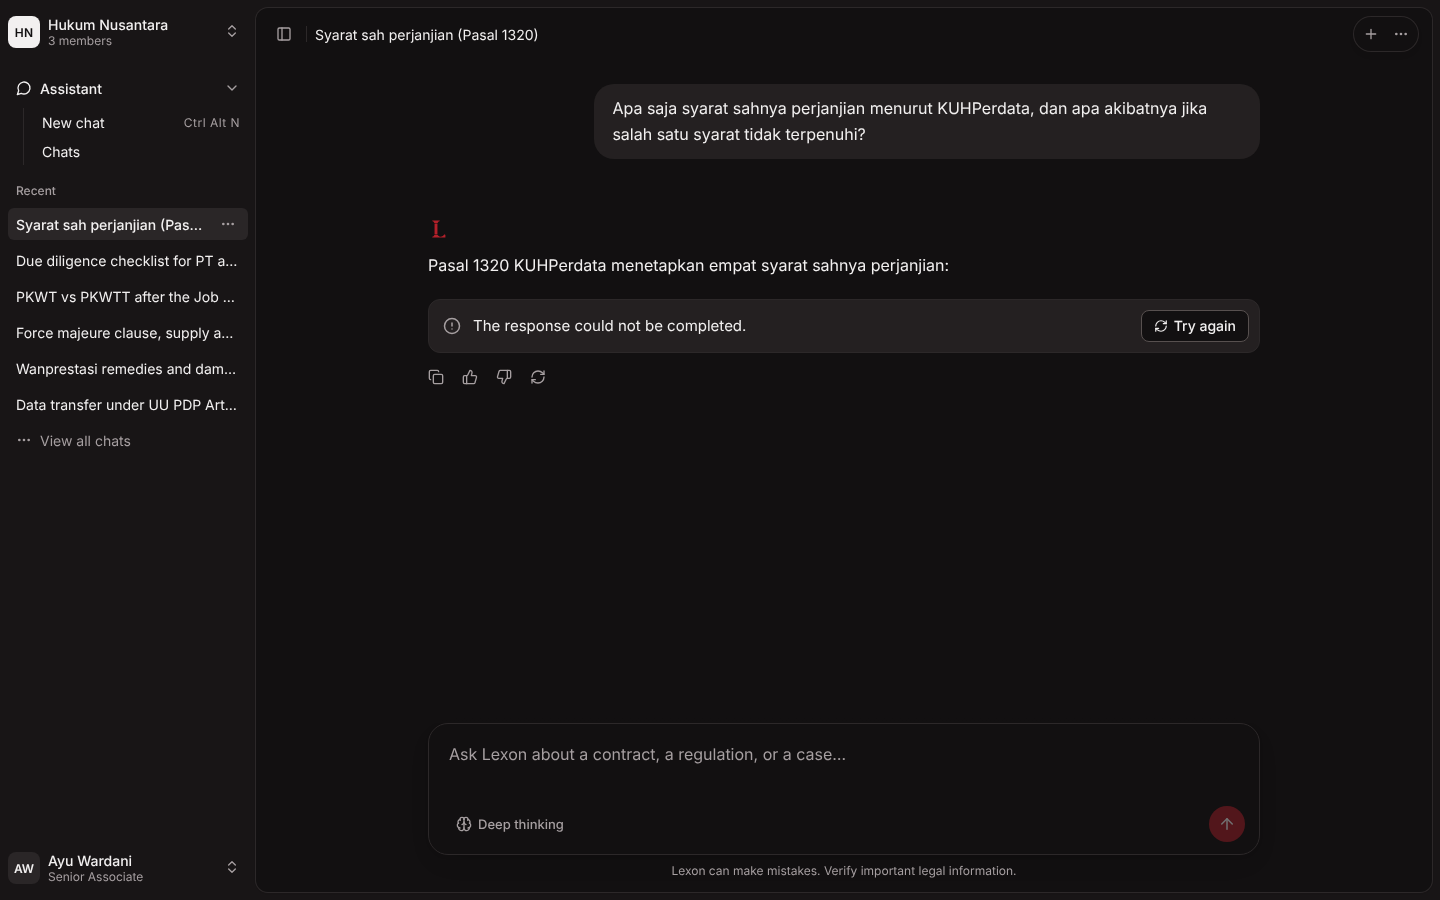 HN
Hukum Nusantara
3 members
Assistant
New chat
Ctrl Alt N
Chats
Recent
Syarat sah perjanjian (Pas...
Due diligence checklist for PT a...
PKWT vs PKWTT after the Job ...
Force majeure clause, supply a...
Wanprestasi remedies and dam...
Data transfer under UU PDP Art...
View all chats
AW
Ayu Wardani
Senior Associate
Syarat sah perjanjian (Pasal 1320)
Apa saja syarat sahnya perjanjian menurut KUHPerdata, dan apa akibatnya jika
salah satu syarat tidak terpenuhi?
L
Pasal 1320 KUHPerdata menetapkan empat syarat sahnya perjanjian:
The response could not be completed.
Try again
Ask Lexon about a contract, a regulation, or a case...
Deep thinking
Lexon can make mistakes. Verify important legal information.